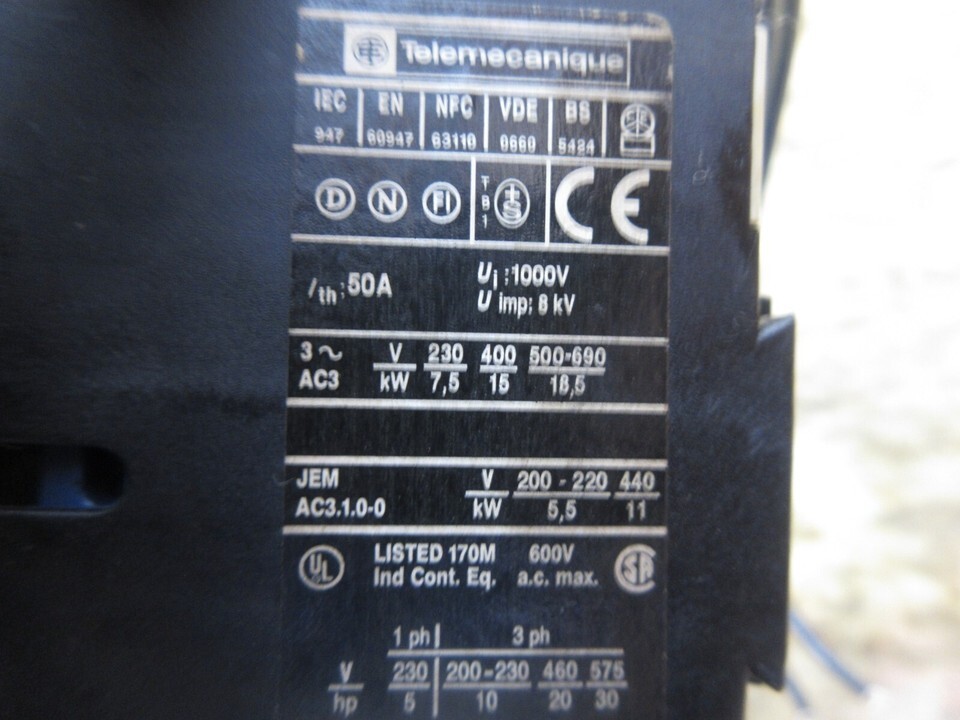 Telemecanique
IEC EN NFC VDE BS
947 60947 63110 0660 5424
D N FI T B 1 +S CE
Ith: 50A Ui: 1000V
U imp: 8 kV
3 ~ V 230 400 500-690
AC3 kW 7,5 15 18,5
JEM V 200 - 220 440
AC3.1.0-0 kW 5,5 11
UL LISTED 170M 600V SA
Ind Cont. Eq. a.c. max.
1 ph 3 ph
V 230 200-230 460 575
hp 5 10 20 30